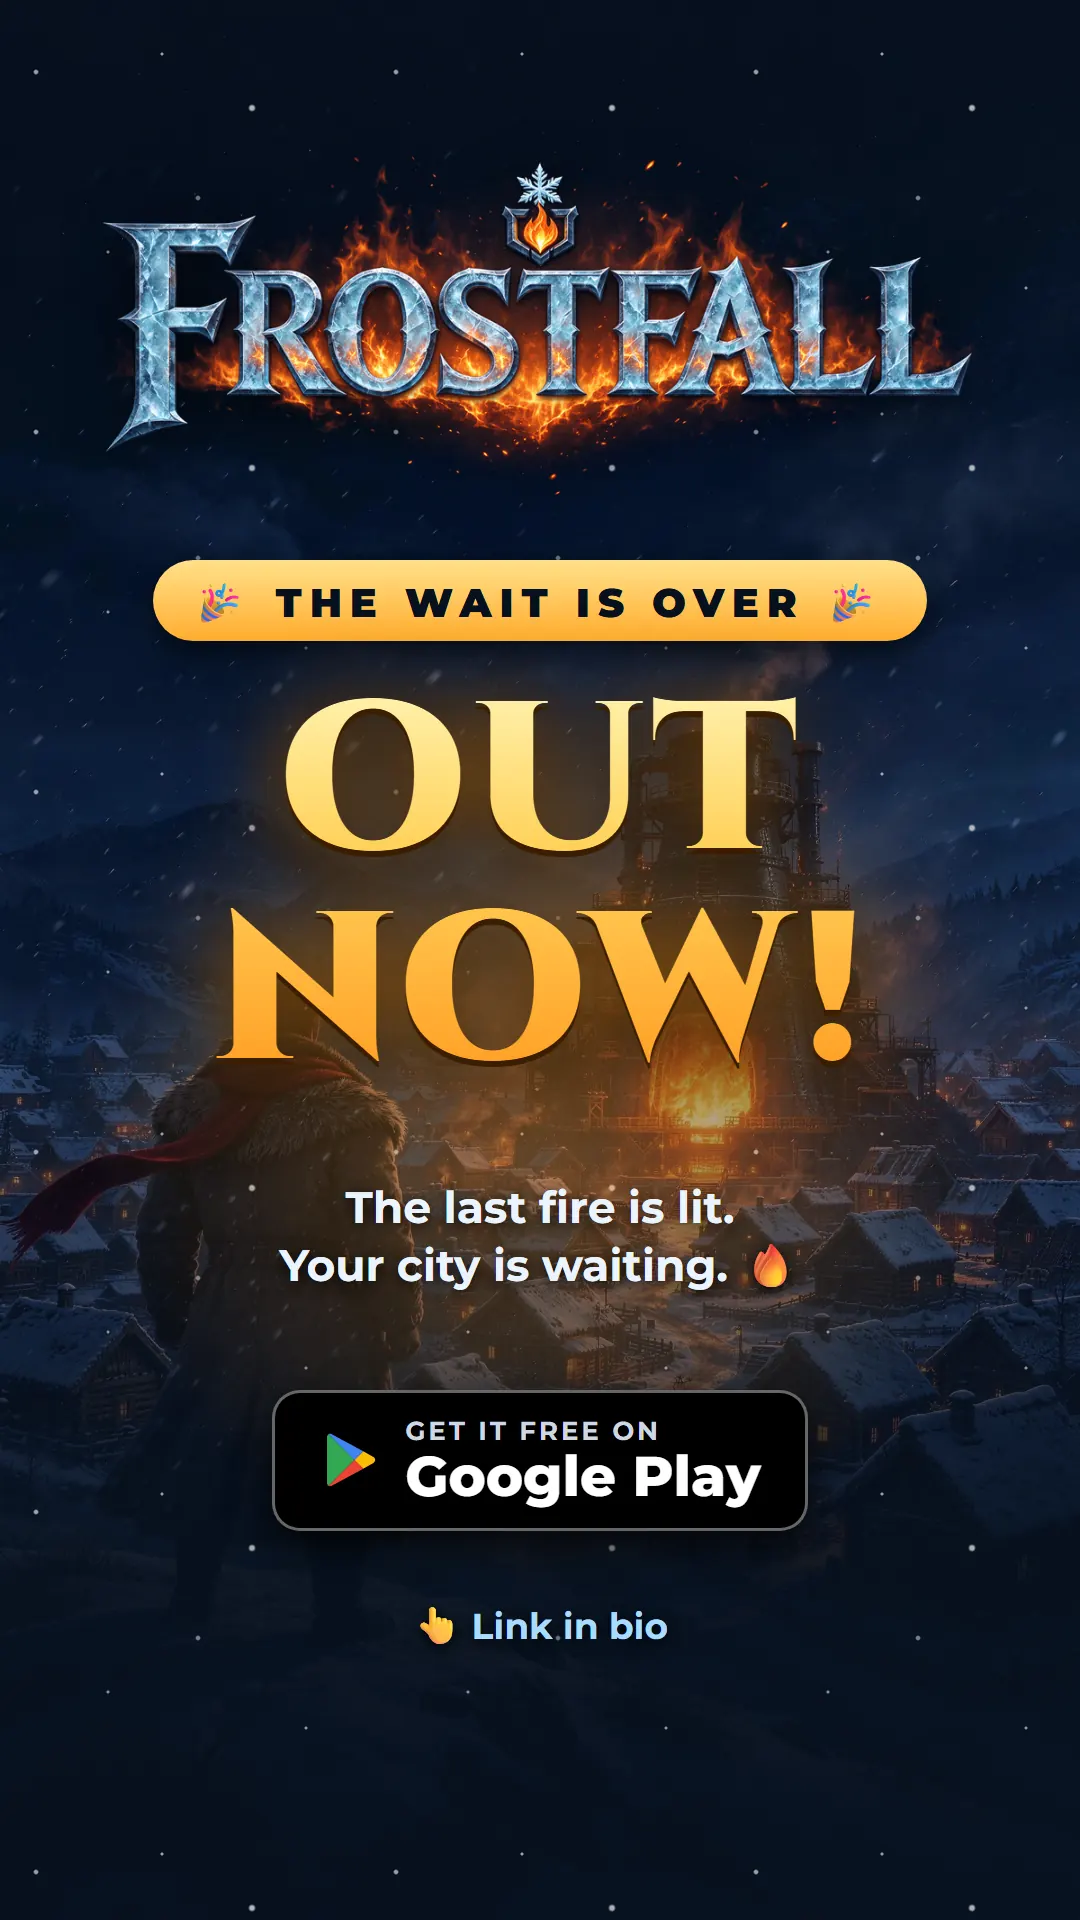 FROSTFALL
🎉 THE WAIT IS OVER 🎉
OUT
NOW!
The last fire is lit.
Your city is waiting. 🔥
GET IT FREE ON
Google Play
👆 Link in bio